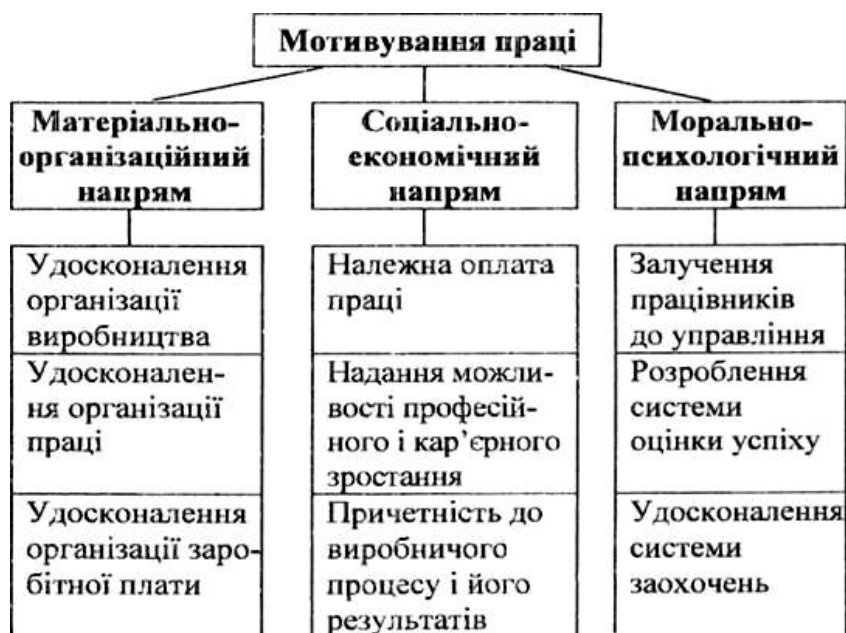 Мотивування праці
Матеріально-
організаційний
напрям
Соціально-
економічний
напрям
Морально-
психологічний
напрям
Удосконалення
організації
виробництва
Удосконален-
ня організації
праці
Удосконалення
організації заро-
бітної плати
Належна оплата
праці
Надання можли-
вості професій-
ного і кар’єрного
зростання
Причетність до
виробничого
процесу і його
результатів
Залучення
працівників
до управління
Розроблення
системи
оцінки успіху
Удосконалення
системи
заохочень